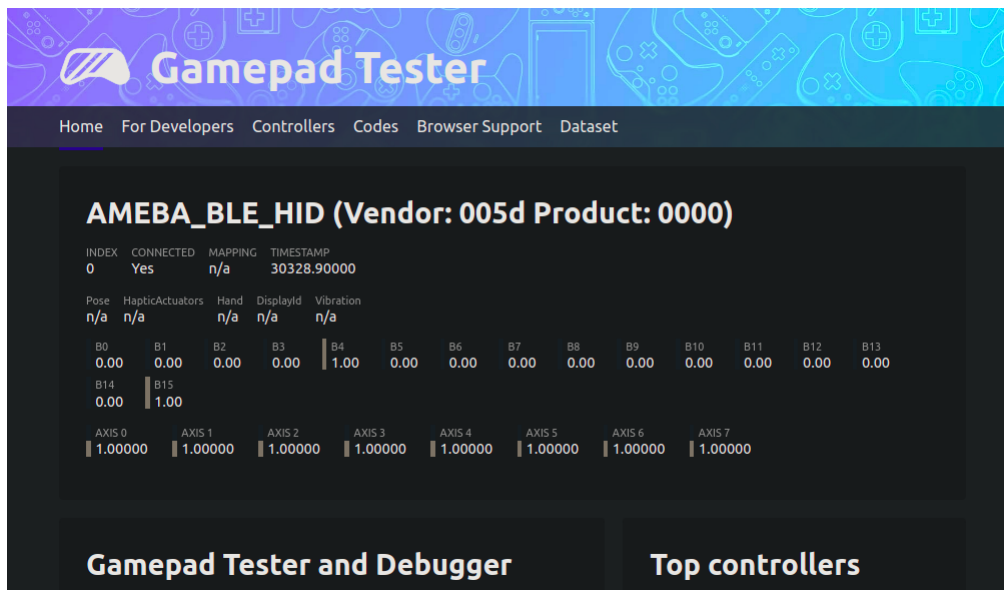 Gamepad Tester
Home For Developers Controllers Codes Browser Support Dataset
AMEBA_BLE_HID (Vendor: 005d Product: 0000)
INDEX CONNECTED MAPPING TIMESTAMP
0 Yes n/a 30328.90000
Pose HapticActuators Hand DisplayId Vibration
n/a n/a n/a n/a n/a
B0 B1 B2 B3 B4 B5 B6 B7 B8 B9 B10 B11 B12 B13
0.00 0.00 0.00 0.00 1.00 0.00 0.00 0.00 0.00 0.00 0.00 0.00 0.00 0.00
B14 B15
0.00 1.00
AXIS 0 AXIS 1 AXIS 2 AXIS 3 AXIS 4 AXIS 5 AXIS 6 AXIS 7
1.00000 1.00000 1.00000 1.00000 1.00000 1.00000 1.00000 1.00000
Gamepad Tester and Debugger
Top controllers